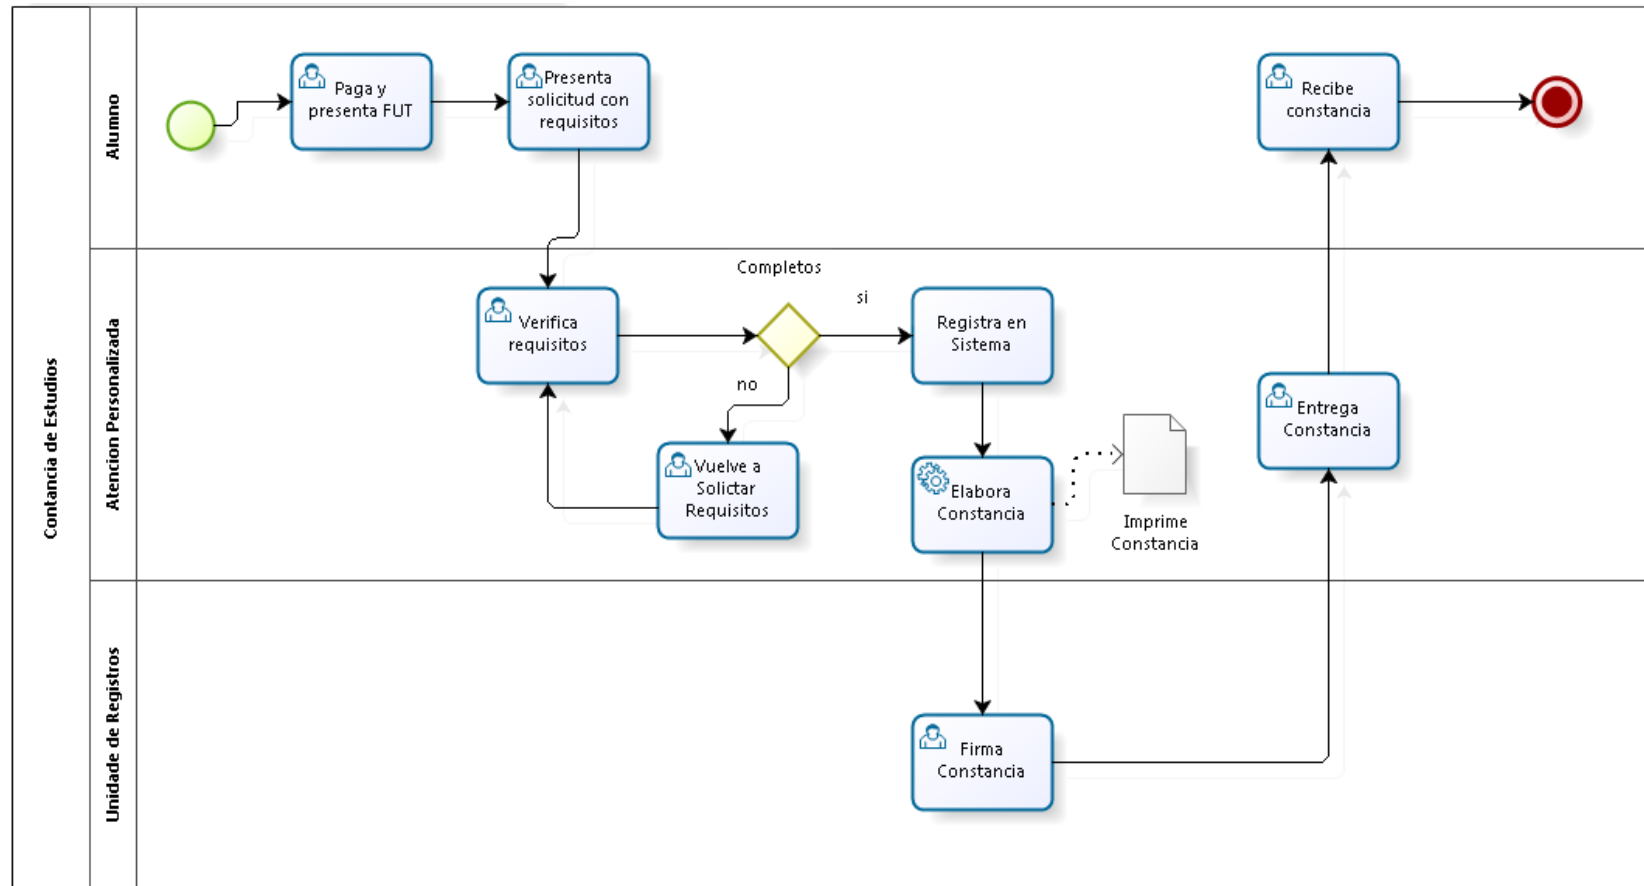 Contancia de Estudios
Alumno
Paga y
presenta FUT
Presenta
solicitud con
requisitos
Recibe
constancia
Atencion Personalizada
Verifica
requisitos
Completos
si
no
Vuelve a
Solictar
Requisitos
Registra en
Sistema
Elabora
Constancia
Imprime
Constancia
Entrega
Constancia
Unidade de Registros
Firma
Constancia